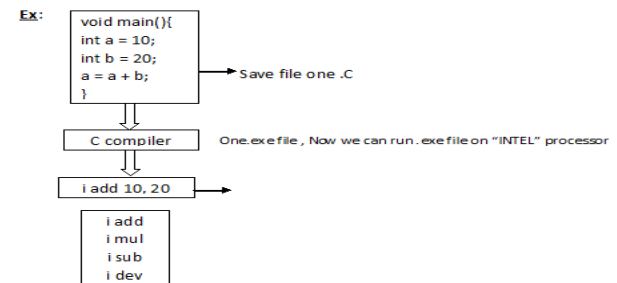 Ex:
void main(){
int a = 10;
int b = 20;
a = a + b;
}
Save file one .C
C compiler
One.exe file , Now we can run .exe file on “INTEL” processor
i add 10, 20
i add
i mul
i sub
i dev